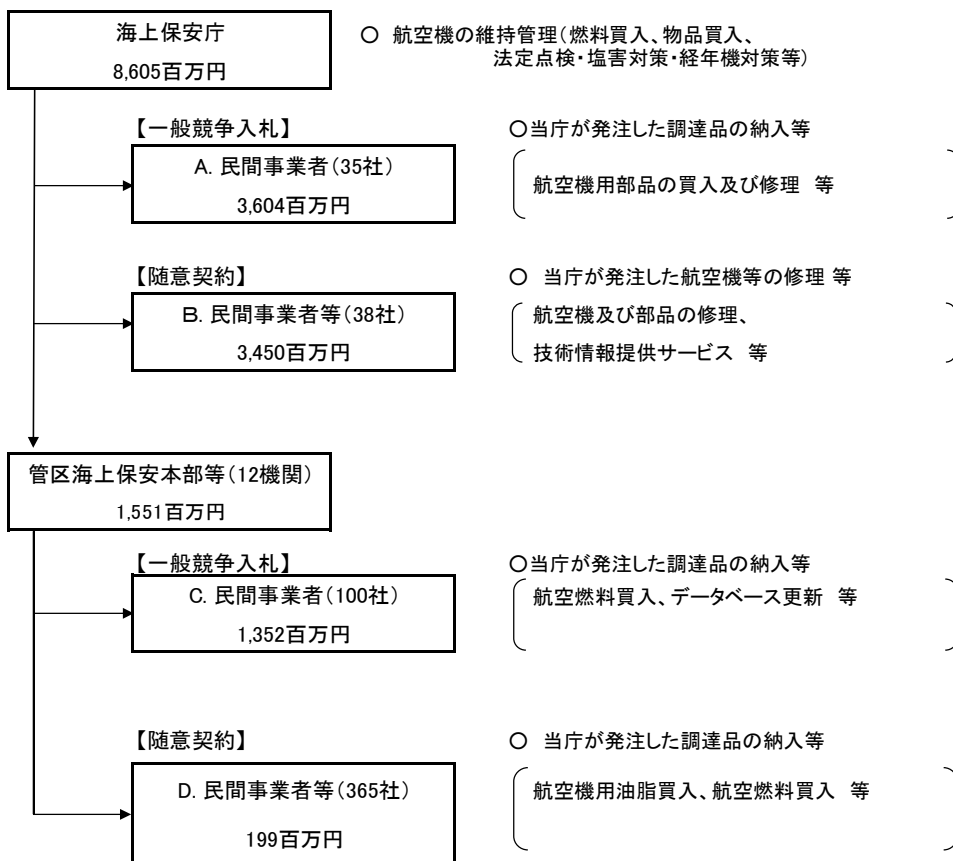 海上保安庁
8,605百万円
○ 航空機の維持管理(燃料買入、物品買入、
法定点検・塩害対策・経年機対策等)
【一般競争入札】
○当庁が発注した調達品の納入等
A. 民間事業者(35社)
3,604百万円
航空機用部品の買入及び修理 等
【随意契約】
○ 当庁が発注した航空機等の修理 等
B. 民間事業者等(38社)
3,450百万円
航空機及び部品の修理、
技術情報提供サービス 等
管区海上保安本部等(12機関)
1,551百万円
【一般競争入札】
○当庁が発注した調達品の納入等
C. 民間事業者(100社)
1,352百万円
航空燃料買入、データベース更新 等
【随意契約】
○ 当庁が発注した調達品の納入等
D. 民間事業者等(365社)
199百万円
航空機用油脂買入、航空燃料買入 等